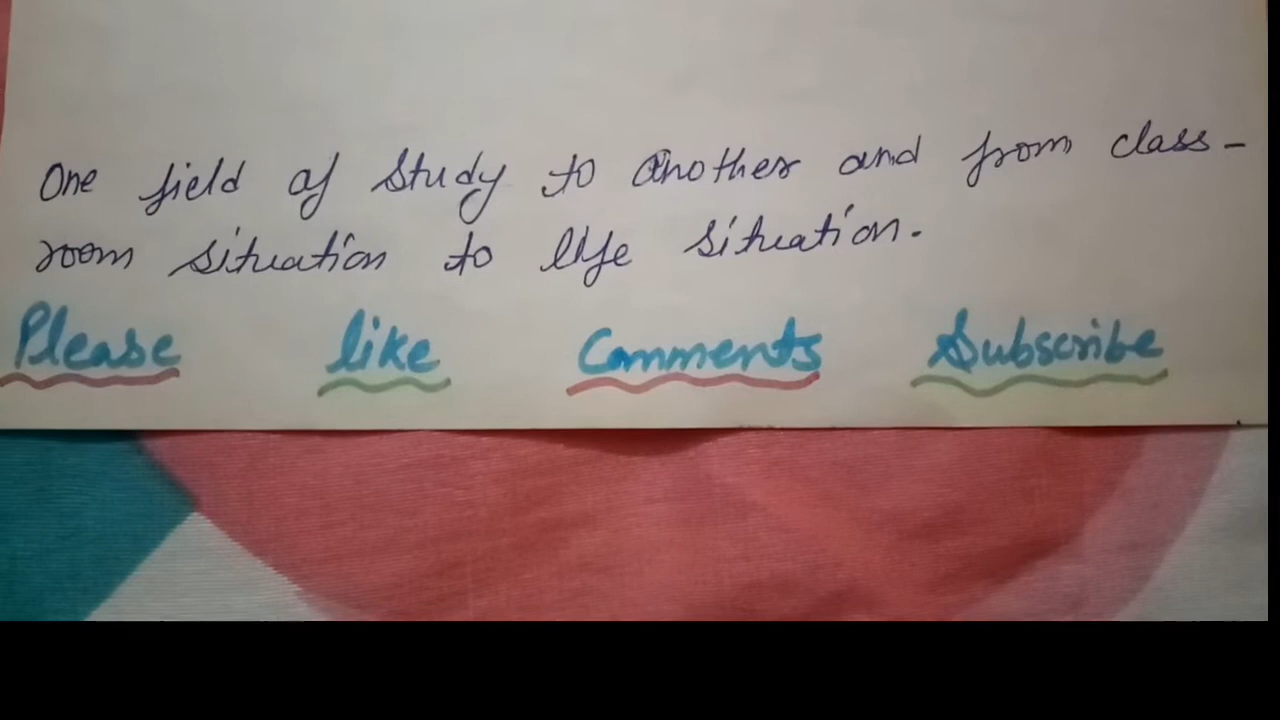 One field of study to another and from class-
room situation to life situation.
Please like Comments Subscribe